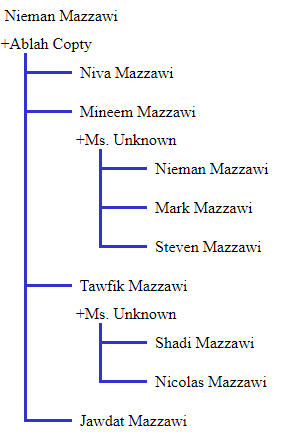 Nieman Mazzawi
+Ablah Copty
Niva Mazzawi
Mineem Mazzawi
+Ms. Unknown
Nieman Mazzawi
Mark Mazzawi
Steven Mazzawi
Tawfik Mazzawi
+Ms. Unknown
Shadi Mazzawi
Nicolas Mazzawi
Jawdat Mazzawi